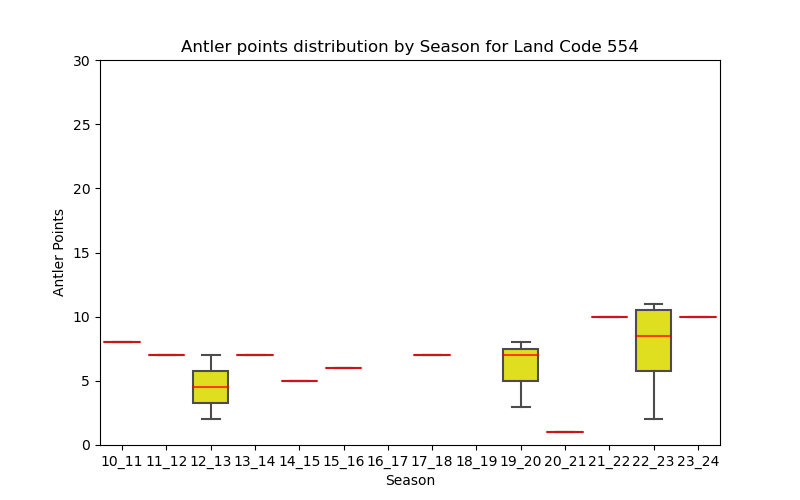 Antler points distribution by Season for Land Code 554
30
25
20
15
10
5
0
Antler Points
10_11 11_12 12_13 13_14 14_15 15_16 16_17 17_18 18_19 19_20 20_21 21_22 22_23 23_24
Season